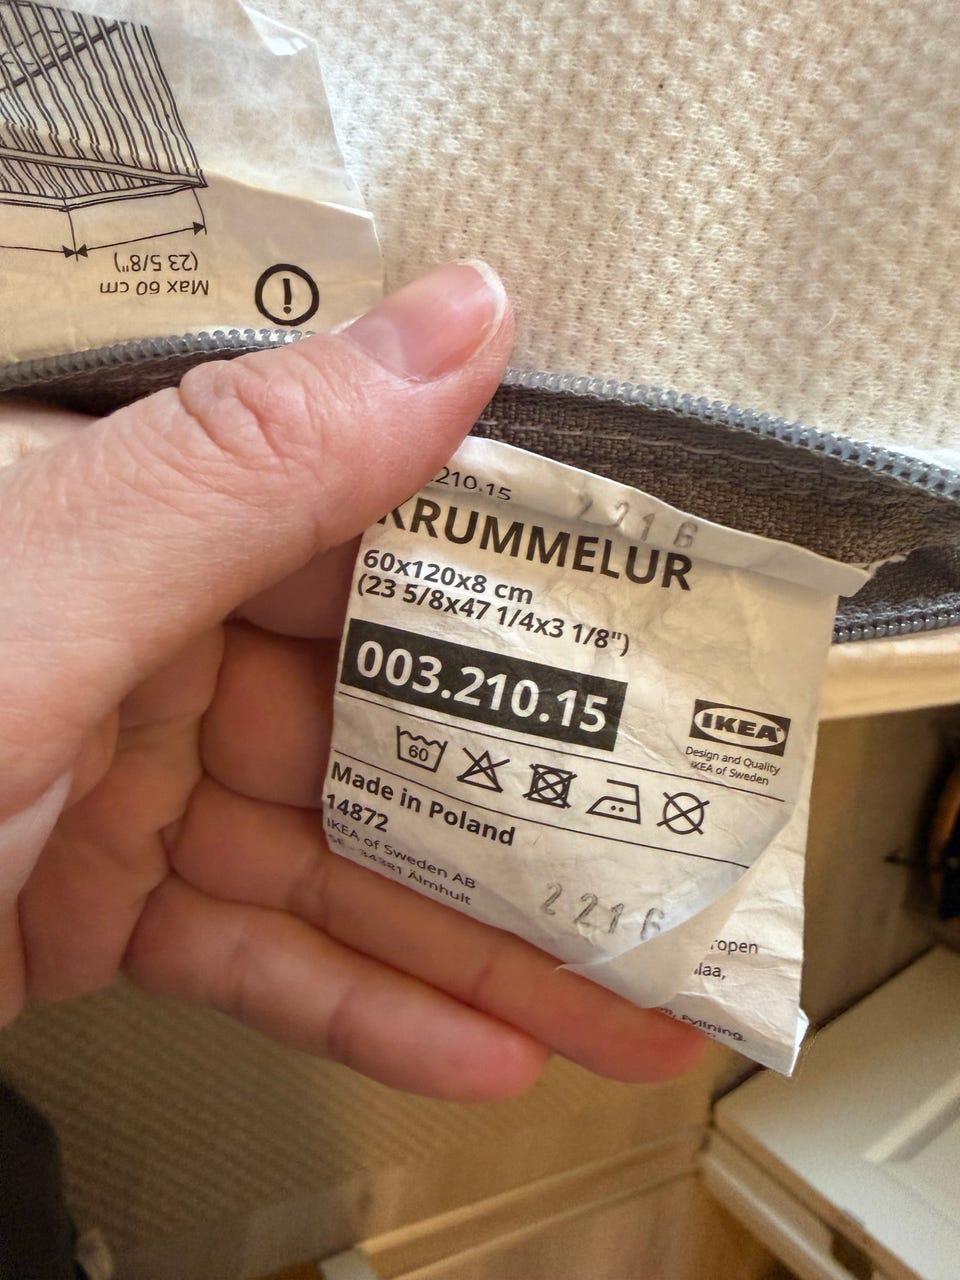 Max 60 cm
(23 5/8")
210.15
2216
KRUMMELUR
60x120x8 cm
(23 5/8x47 1/4x3 1/8")
003.210.15
IKEA
Design and Quality
IKEA of Sweden
60
Made in Poland
14872
IKEA of Sweden AB
SE - 34381 Älmhult
2216